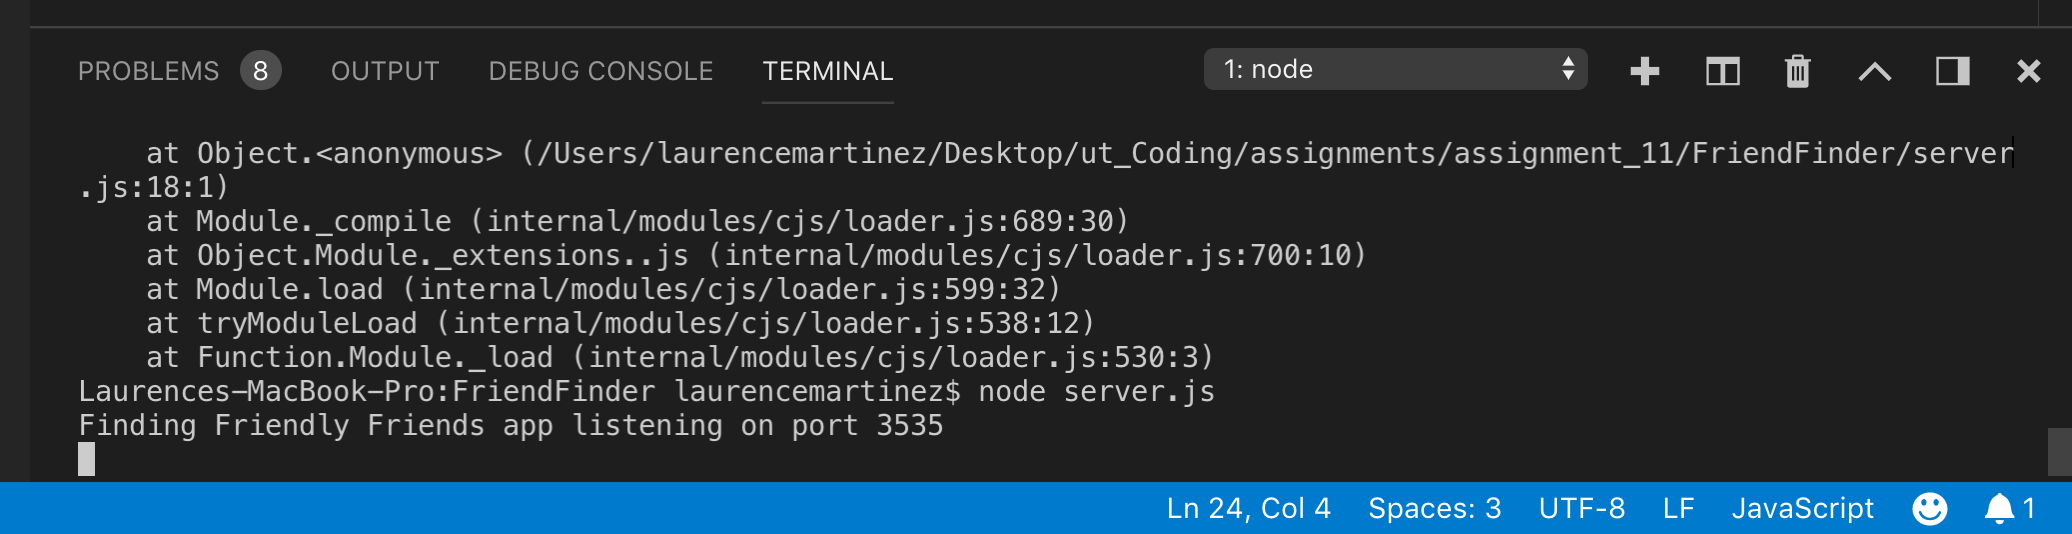 PROBLEMS 8 OUTPUT DEBUG CONSOLE TERMINAL 1: node
at Object.<anonymous> (/Users/laurencemartinez/Desktop/ut_Coding/assignments/assignment_11/FriendFinder/server
.js:18:1)
at Module._compile (internal/modules/cjs/loader.js:689:30)
at Object.Module._extensions..js (internal/modules/cjs/loader.js:700:10)
at Module.load (internal/modules/cjs/loader.js:599:32)
at tryModuleLoad (internal/modules/cjs/loader.js:538:12)
at Function.Module._load (internal/modules/cjs/loader.js:530:3)
Laurences-MacBook-Pro:FriendFinder laurencemartinez$ node server.js
Finding Friendly Friends app listening on port 3535
Ln 24, Col 4 Spaces: 3 UTF-8 LF JavaScript 1